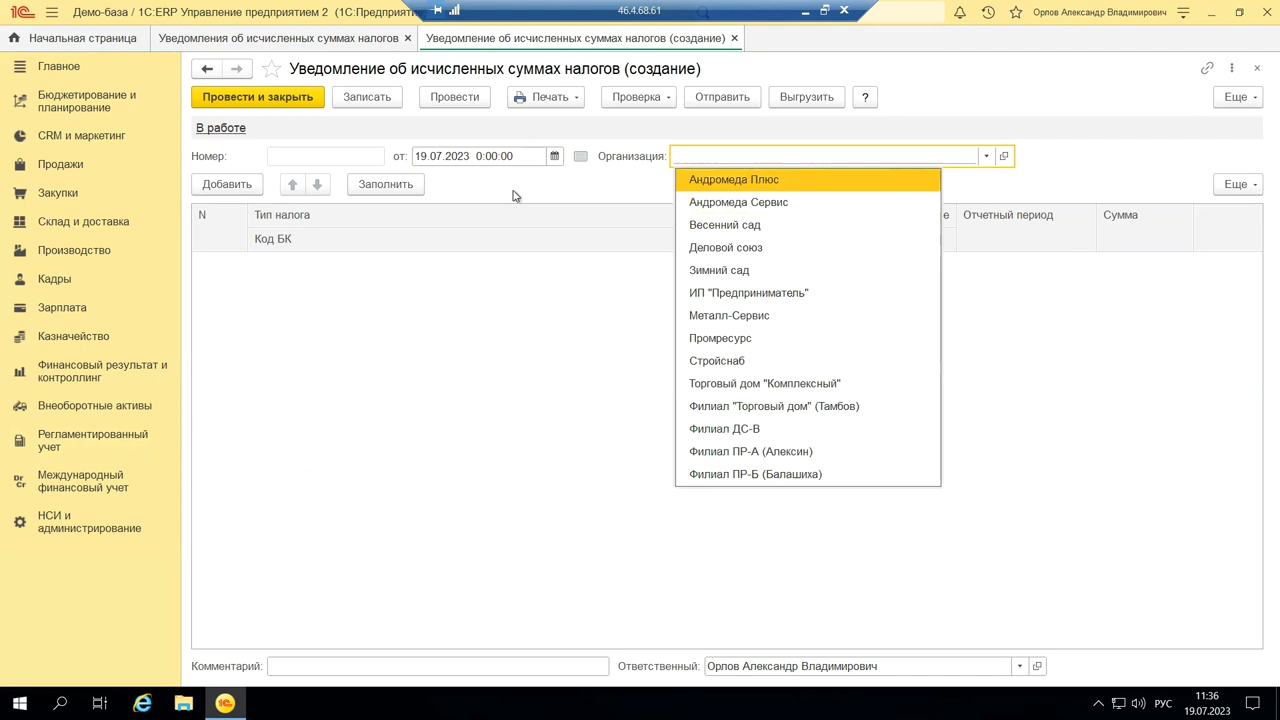 Демо-база / 1С:ERP Управление предприятием 2 (1С:Предприяти
46.4.68.61
Орлов Александр Владимирович
Начальная страница
Уведомления об исчисленных суммах налогов ×
Уведомление об исчисленных суммах налогов (создание) ×
Главное
Бюджетирование и
планирование
CRM и маркетинг
Продажи
Закупки
Склад и доставка
Производство
Кадры
Зарплата
Казначейство
Финансовый результат и
контроллинг
Внеоборотные активы
Регламентированный
учет
Международный
финансовый учет
НСИ и
администрирование
Уведомление об исчисленных суммах налогов (создание)
Провести и закрыть
Записать
Провести
Печать
Проверка
Отправить
Выгрузить
?
Еще
В работе
Номер:
от: 19.07.2023 0:00:00
Организация:
Добавить
Заполнить
Еще
N
Тип налога
Код БК
е
Отчетный период
Сумма
Андромеда Плюс
Андромеда Сервис
Весенний сад
Деловой союз
Зимний сад
ИП "Предприниматель"
Металл-Сервис
Промресурс
Стройснаб
Торговый дом "Комплексный"
Филиал "Торговый дом" (Тамбов)
Филиал ДС-В
Филиал ПР-А (Алексин)
Филиал ПР-Б (Балашиха)
Комментарий:
Ответственный: Орлов Александр Владимирович
РУС
11:36
19.07.2023